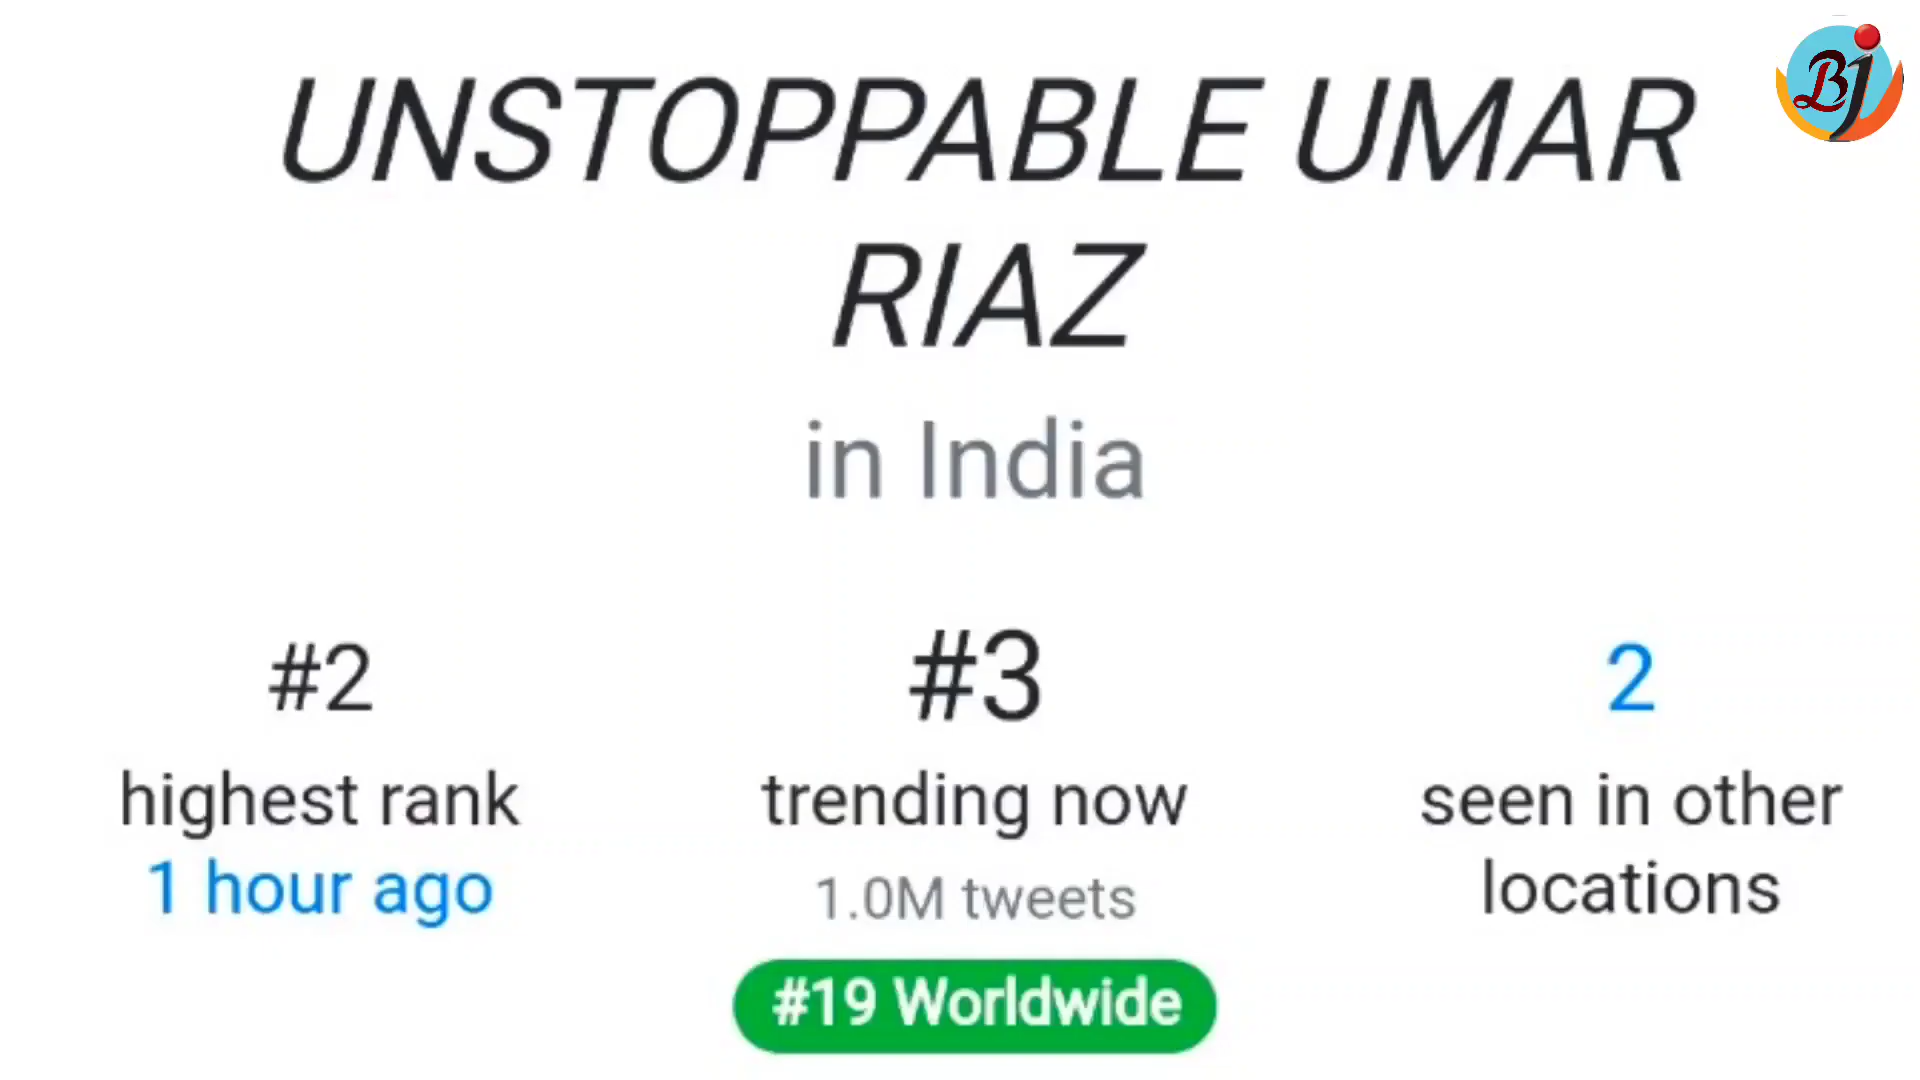 Bj
UNSTOPPABLE UMAR
RIAZ
in India
#2
highest rank
1 hour ago
#3
trending now
1.0M tweets
#19 Worldwide
2
seen in other
locations